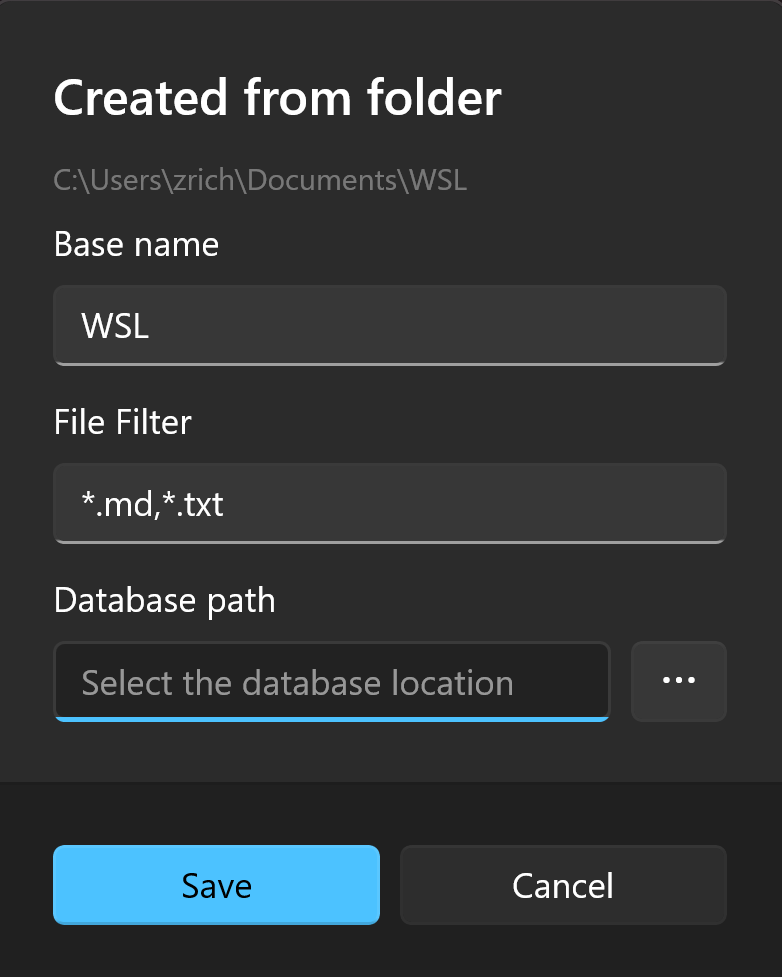 Created from folder
C:\Users\zrich\Documents\WSL
Base name
WSL
File Filter
*.md,*.txt
Database path
Select the database location
...
Save
Cancel